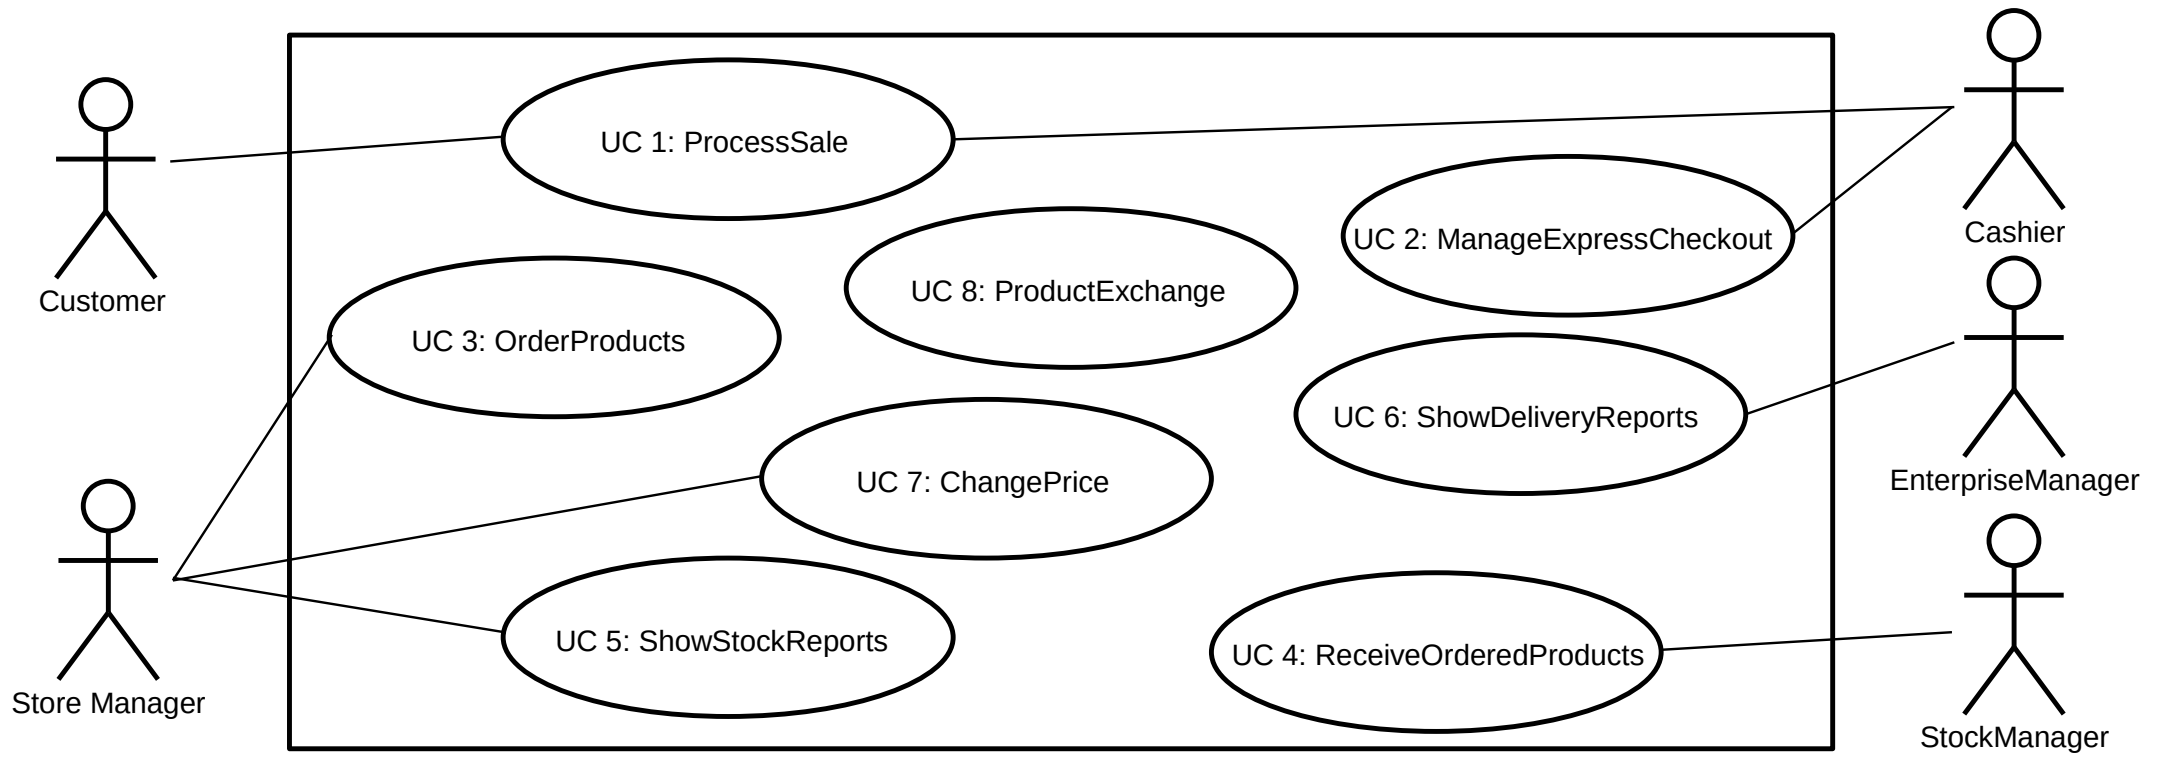 UC 1: ProcessSale
Cashier
UC 2: ManageExpressCheckout
UC 8: ProductExchange
Customer
UC 3: OrderProducts
UC 6: ShowDeliveryReports
EnterpriseManager
UC 7: ChangePrice
UC 5: ShowStockReports
UC 4: ReceiveOrderedProducts
Store Manager
StockManager